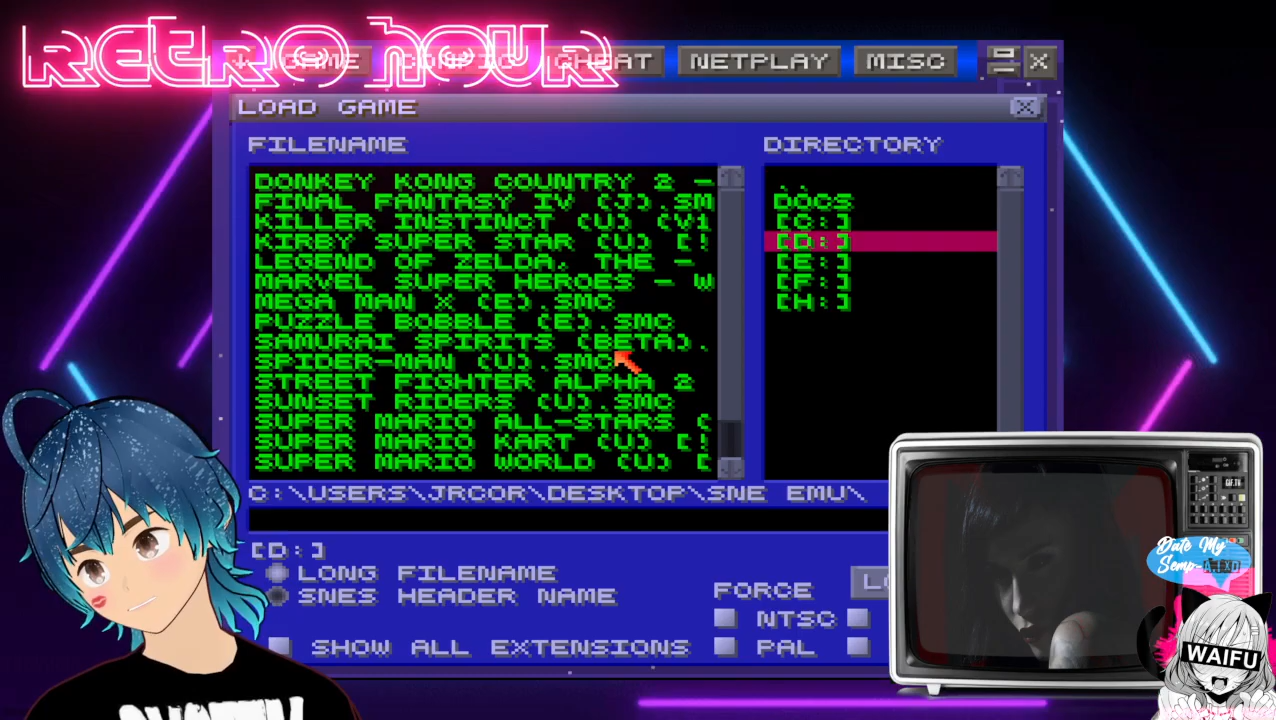 RETRO HOUR
GAME CONFIG CHEAT NETPLAY MISC
LOAD GAME
FILENAME
DIRECTORY
DONKEY KONG COUNTRY 2 -
FINAL FANTASY IV (J).SM
KILLER INSTINCT (U) (V1
KIRBY SUPER STAR (U) [!
LEGEND OF ZELDA, THE -
MARVEL SUPER HEROES - W
MEGA MAN X (E).SMC
PUZZLE BOBBLE (E).SMC
SAMURAI SPIRITS (BETA).
SPIDER-MAN (U).SMC
STREET FIGHTER ALPHA 2
SUNSET RIDERS (U).SMC
SUPER MARIO ALL-STARS (
SUPER MARIO KART (U) [!
SUPER MARIO WORLD (U) [
..
DOCS
[C:]
[D:]
[E:]
[F:]
[H:]
C:\USERS\JRCOR\DESKTOP\SNE EMU\
[D:]
LONG FILENAME
SNES HEADER NAME
SHOW ALL EXTENSIONS
FORCE
NTSC
PAL
LO
Date My
WAIFU